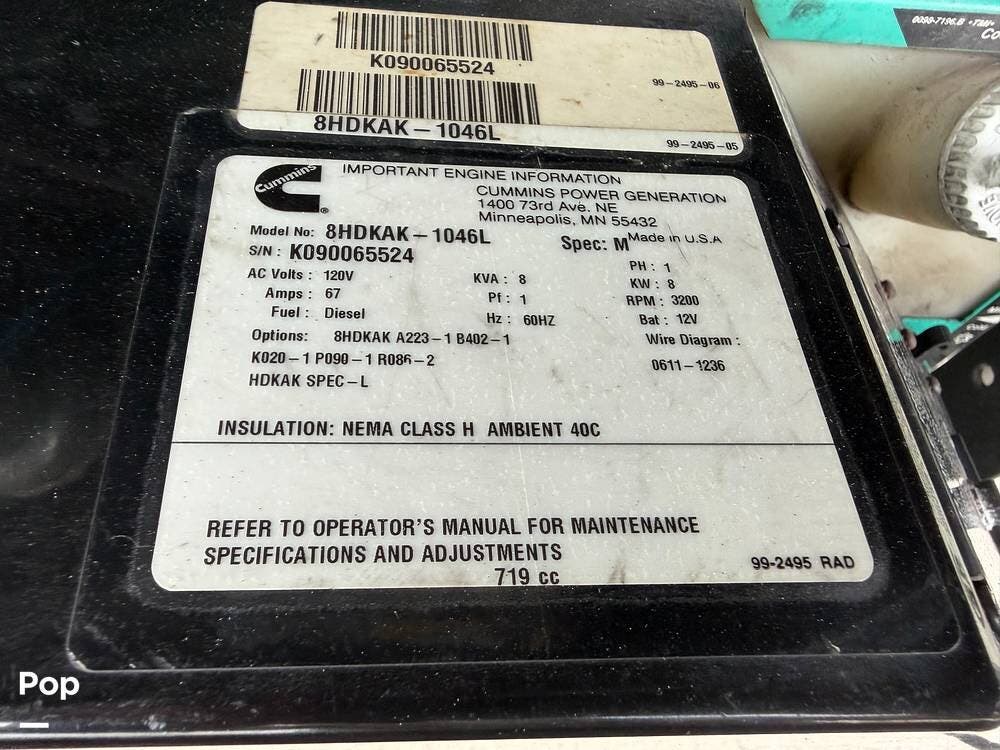 K090065524
99-2495-06
8HDKAK-1046L
99-2495-05
Cummins
IMPORTANT ENGINE INFORMATION
CUMMINS POWER GENERATION
1400 73rd Ave. NE
Minneapolis, MN 55432
Made in U.S.A
Model No: 8HDKAK-1046L Spec: M
S/N: K090065524
AC Volts: 120V KVA: 8 PH: 1
Amps: 67 Pf: 1 KW: 8
Fuel: Diesel Hz: 60HZ RPM: 3200
Bat: 12V
Options: 8HDKAK A223-1 B402-1 Wire Diagram:
K020-1 P090-1 R086-2 0611-1236
HDKAK SPEC-L
INSULATION: NEMA CLASS H AMBIENT 40C
REFER TO OPERATOR'S MANUAL FOR MAINTENANCE
SPECIFICATIONS AND ADJUSTMENTS
719 cc
99-2495 RAD
Pop